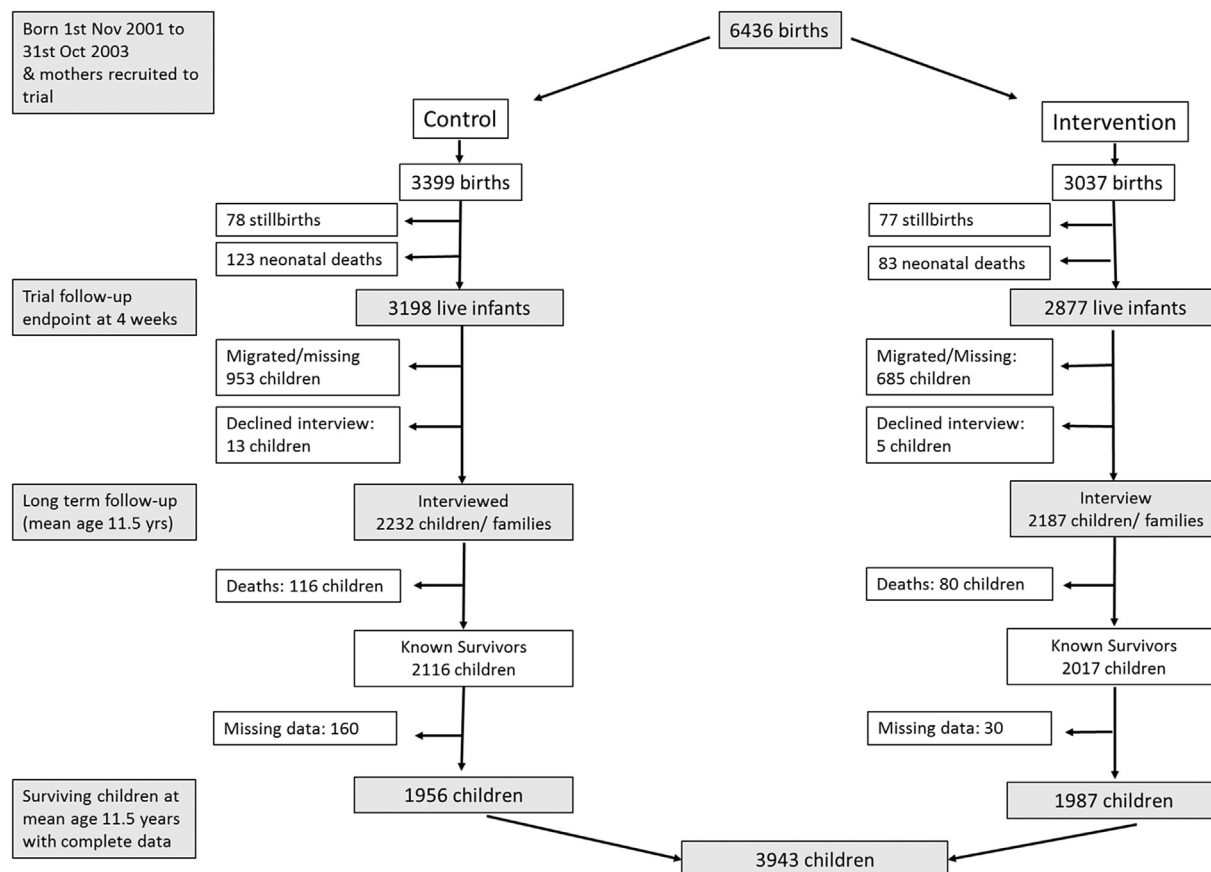 Born 1st Nov 2001 to
31st Oct 2003
& mothers recruited to
trial
6436 births
Control
Intervention
3399 births
3037 births
78 stillbirths
77 stillbirths
123 neonatal deaths
83 neonatal deaths
Trial follow-up
endpoint at 4 weeks
3198 live infants
2877 live infants
Migrated/missing
953 children
Migrated/Missing:
685 children
Declined interview:
13 children
Declined interview:
5 children
Long term follow-up
(mean age 11.5 yrs)
Interviewed
2232 children/ families
Interview
2187 children/ families
Deaths: 116 children
Deaths: 80 children
Known Survivors
2116 children
Known Survivors
2017 children
Missing data: 160
Missing data: 30
Surviving children at
mean age 11.5 years
with complete data
1956 children
1987 children
3943 children